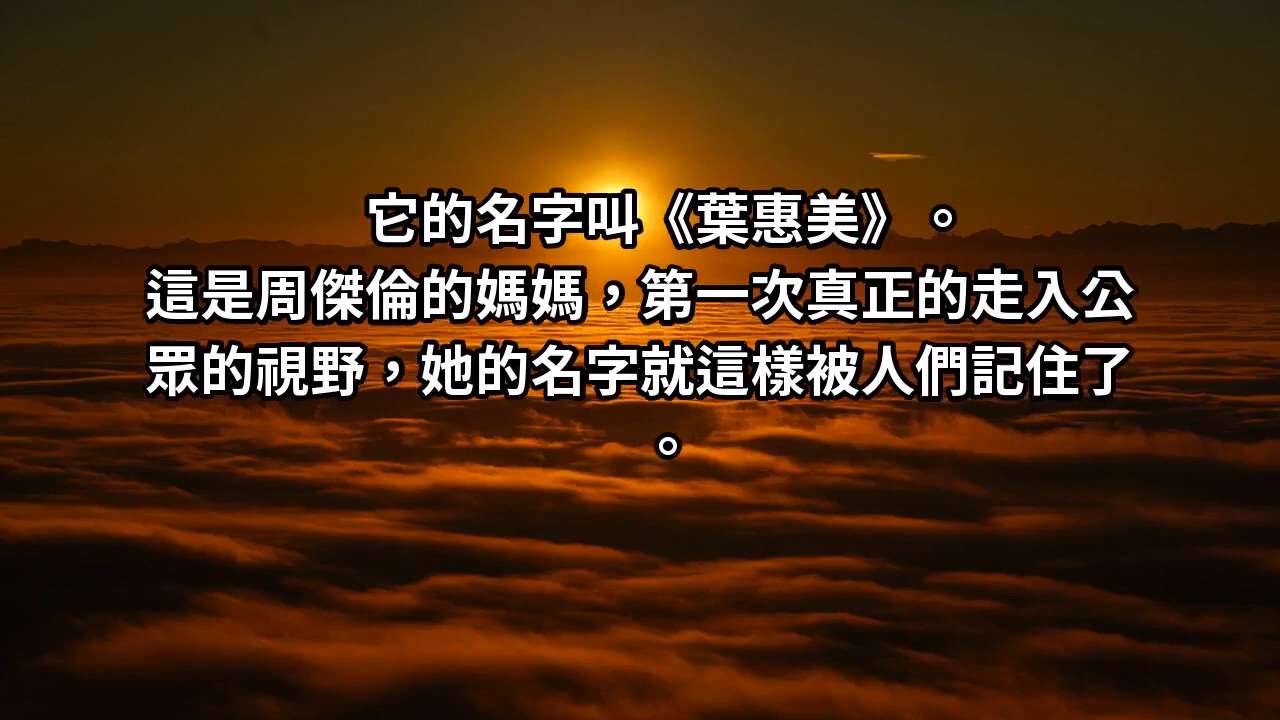 它的名字叫《葉惠美》。
這是周傑倫的媽媽，第一次真正的走入公
眾的視野，她的名字就這樣被人們記住了
。